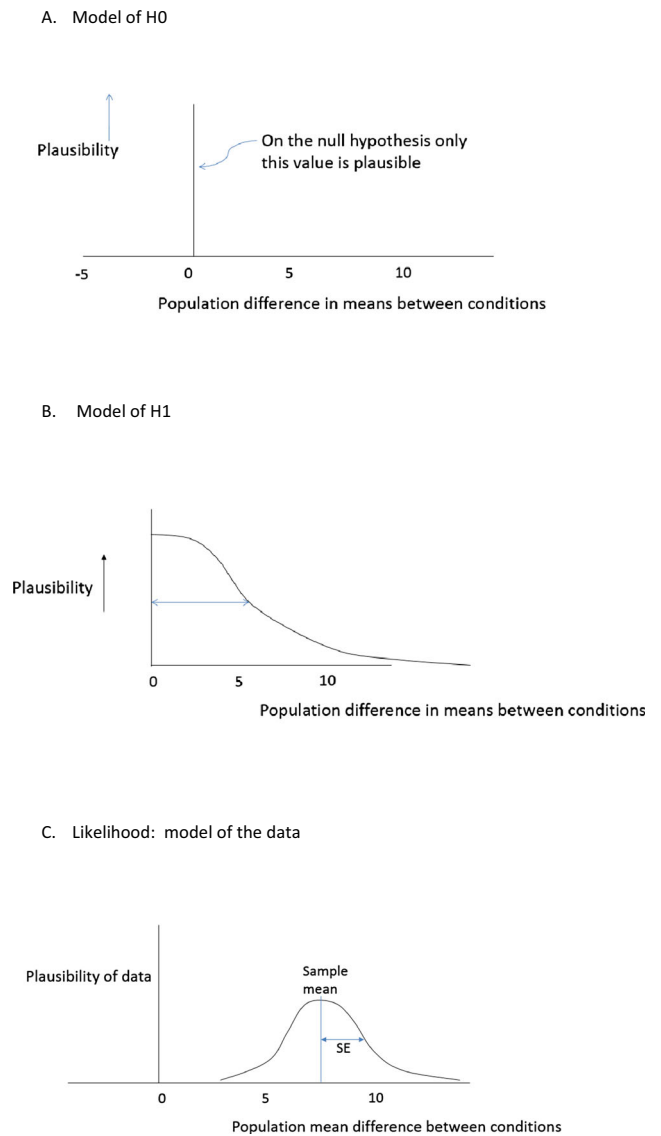 A. Model of H0
Plausibility
On the null hypothesis only
this value is plausible
-5 0 5 10
Population difference in means between conditions
B. Model of H1
Plausibility
0 5 10
Population difference in means between conditions
C. Likelihood: model of the data
Plausibility of data
Sample
mean
SE
0 5 10
Population mean difference between conditions